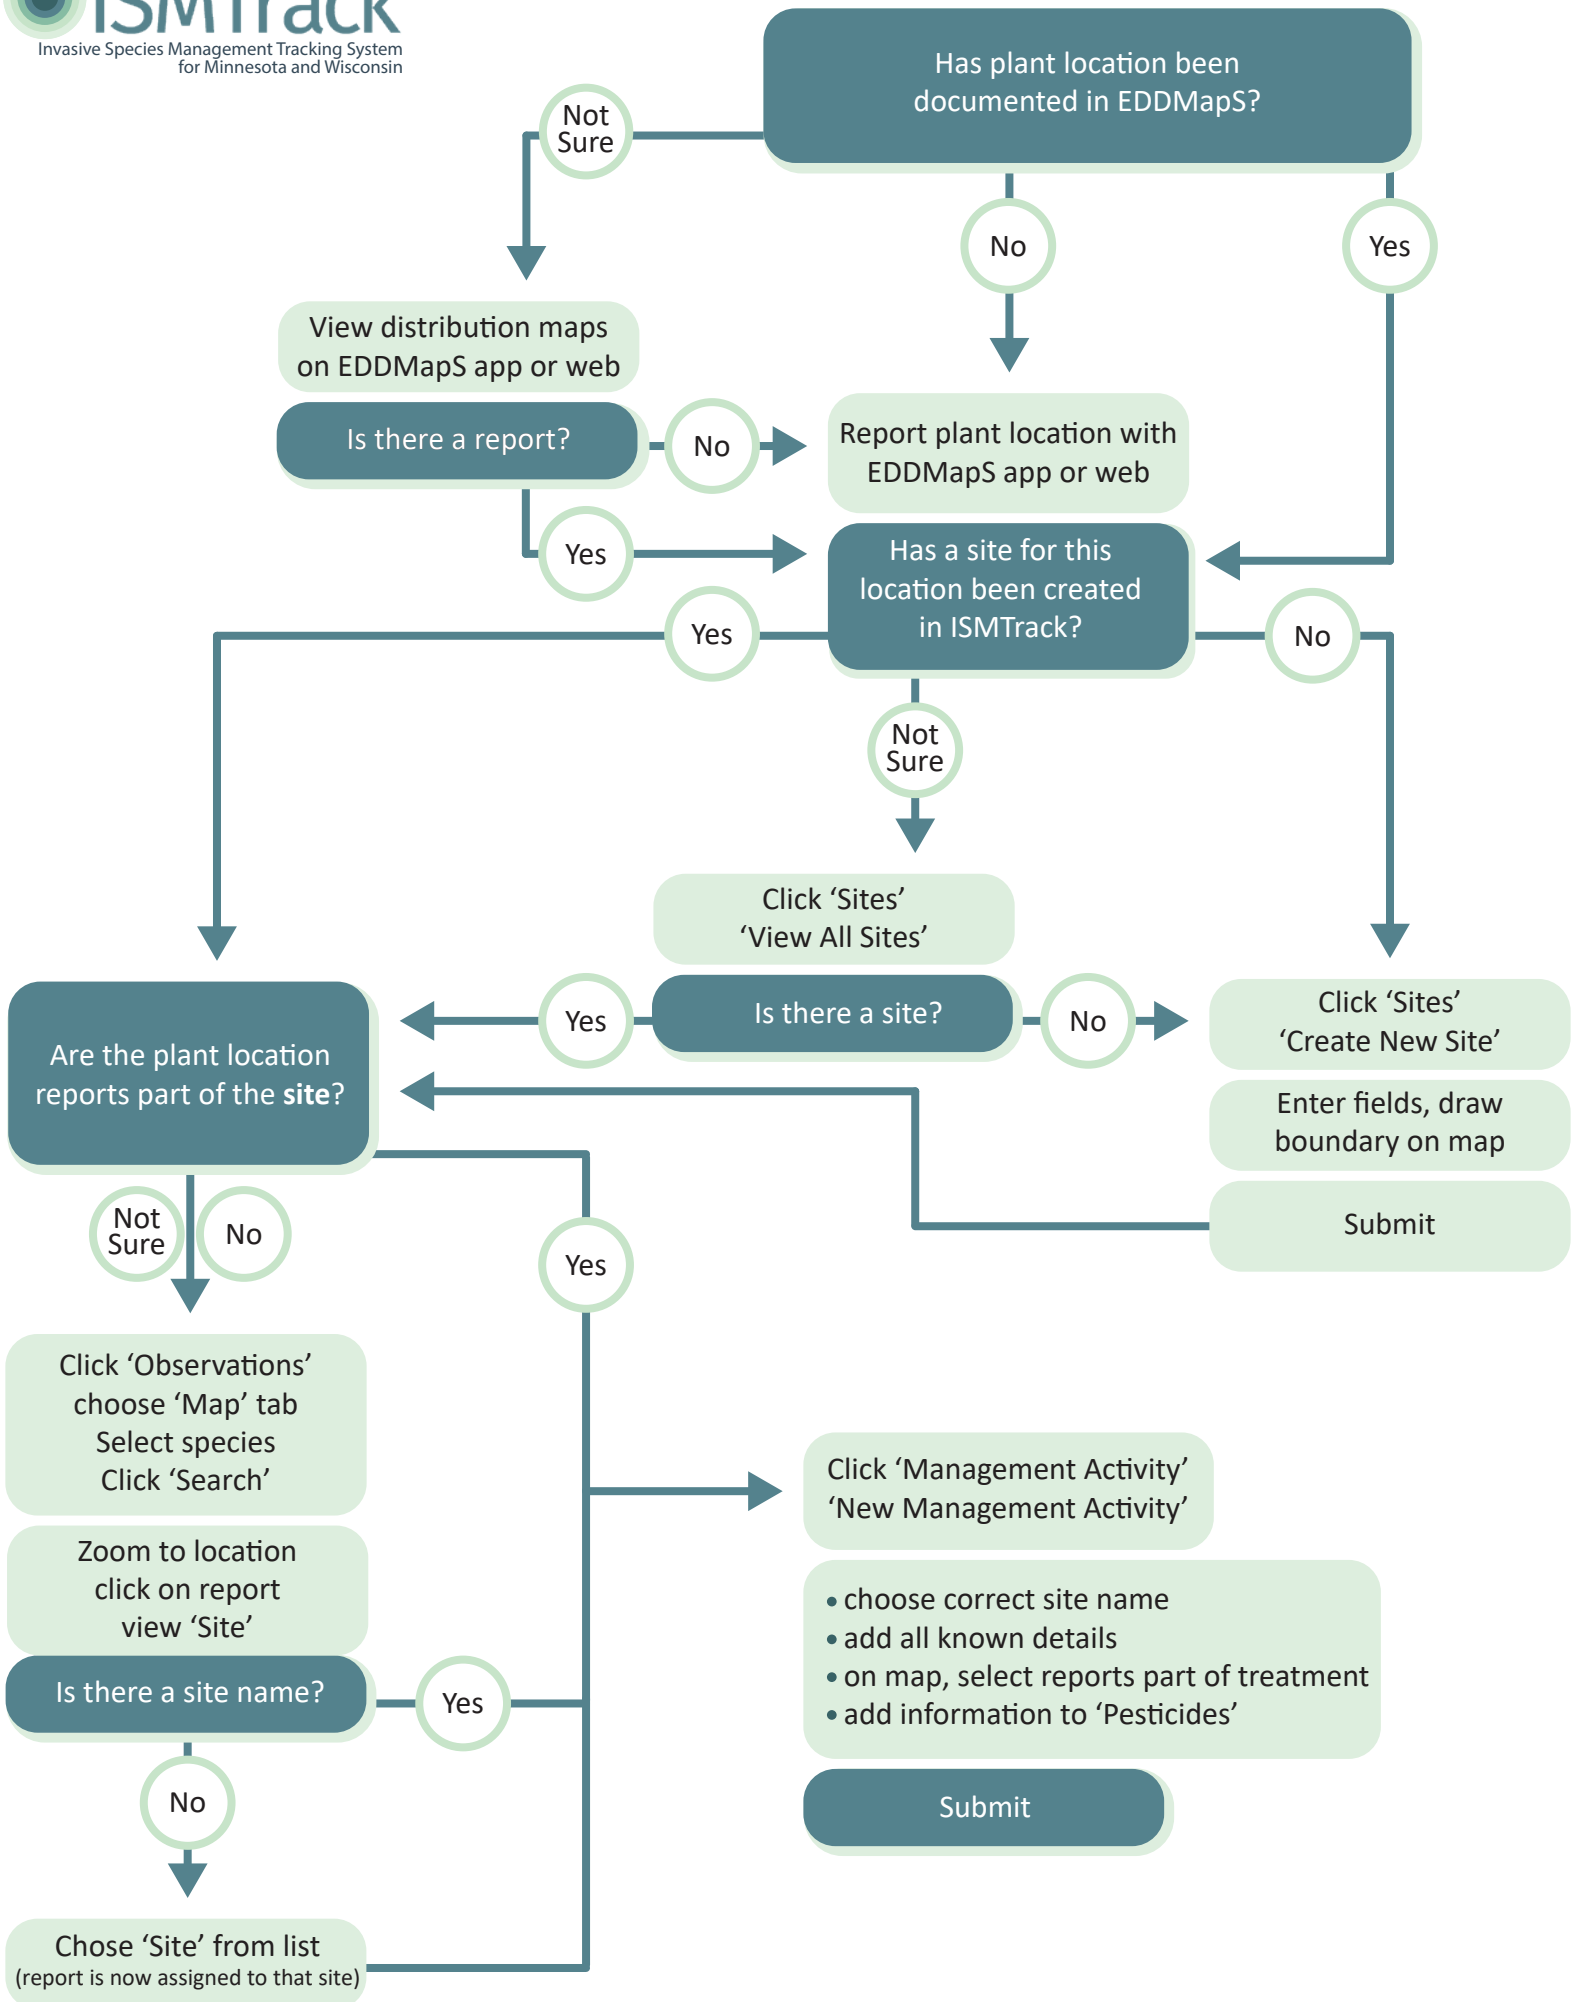 ISMTrack
Invasive Species Management Tracking System
for Minnesota and Wisconsin
Has plant location been
documented in EDDMapS?
Not
Sure
No
Yes
View distribution maps
on EDDMapS app or web
Is there a report?
No
Report plant location with
EDDMapS app or web
Yes
Has a site for this
location been created
in ISMTrack?
Yes
No
Not
Sure
Click ‘Sites’
‘View All Sites’
Is there a site?
Yes
No
Click ‘Sites’
‘Create New Site’
Enter fields, draw
boundary on map
Submit
Are the plant location
reports part of the site?
Not
Sure
No
Yes
Click ‘Observations’
choose ‘Map’ tab
Select species
Click ‘Search’
Zoom to location
click on report
view ‘Site’
Is there a site name?
Yes
No
Chose ‘Site’ from list
(report is now assigned to that site)
Click ‘Management Activity’
‘New Management Activity’
• choose correct site name
• add all known details
• on map, select reports part of treatment
• add information to ‘Pesticides’
Submit